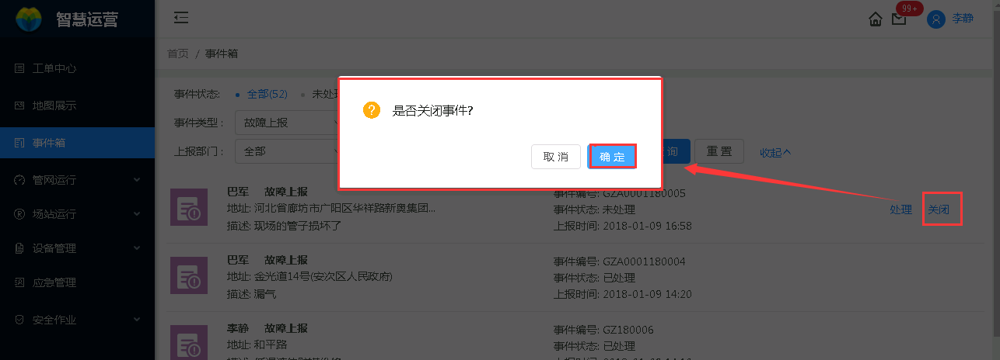 智慧运营
99+
李静
首页 / 事件箱
工单中心
地图展示
事件箱
管网运行
场站运行
设备管理
应急管理
安全作业
事件状态: 全部(52) 未处
事件类型: 故障上报
上报部门: 全部
询 重 置 收起
是否关闭事件?
取 消 确 定
巴军 故障上报
地址: 河北省廊坊市广阳区华祥路新奥集团...
描述: 现场的管子损坏了
事件编号: GZA0001180005
事件状态: 未处理
上报时间: 2018-01-09 16:58
处理 关闭
巴军 故障上报
地址: 金光道14号(安次区人民政府)
描述: 漏气
事件编号: GZA0001180004
事件状态: 已处理
上报时间: 2018-01-09 14:20
李静 故障上报
地址: 和平路
事件编号: GZ180006
事件状态: 已处理